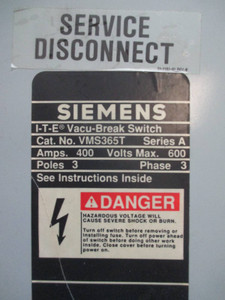 SERVICE
DISCONNECT
SIEMENS
I-T-E® Vacu-Break Switch
Cat. No. VMS365T Series A
Amps. 400 Volts Max. 600
Poles 3 Phase 3
See Instructions Inside
DANGER
HAZARDOUS VOLTAGE WILL
CAUSE SEVERE SHOCK OR BURN.
Turn off switch before removing or
installing fuse. Turn off power ahead
of switch before doing other work
inside. Close cover before turning
power on.